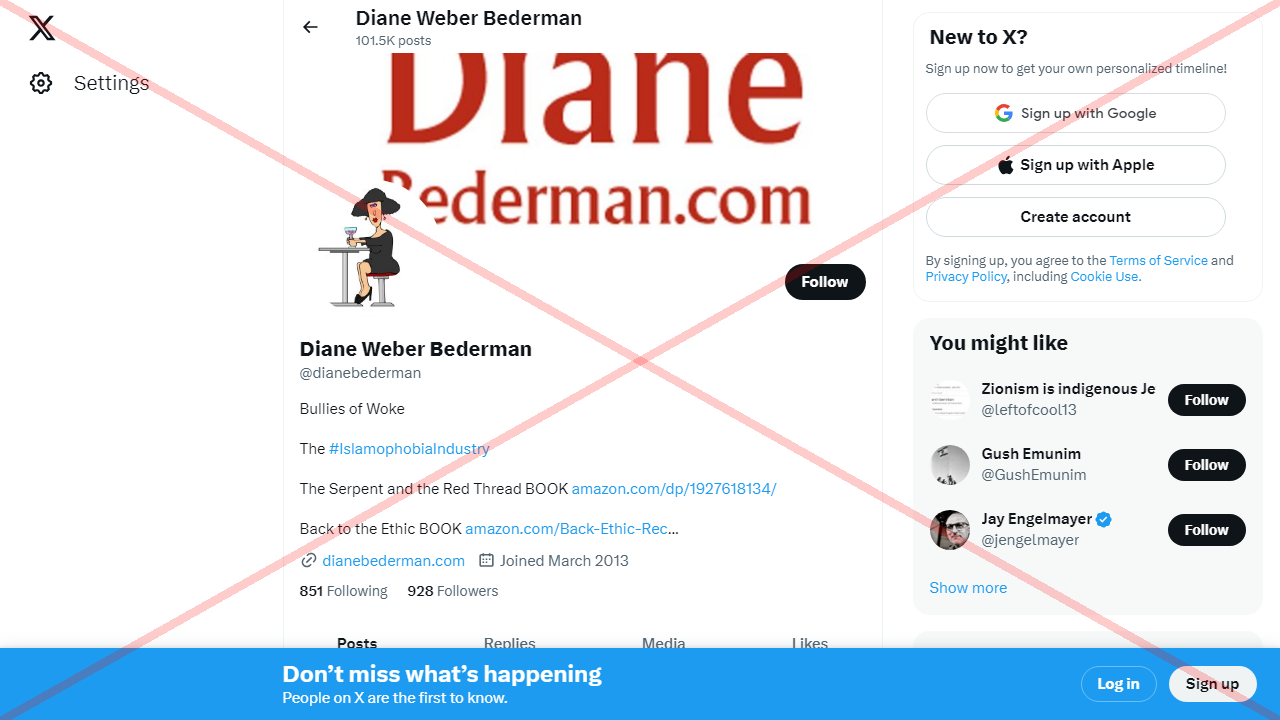 Settings
Diane Weber Bederman
101.5K posts
Diane
Bederman.com
Follow
Diane Weber Bederman
@dianebederman
Bullies of Woke
The #IslamophobiaIndustry
The Serpent and the Red Thread BOOK amazon.com/dp/1927618134/
Back to the Ethic BOOK amazon.com/Back-Ethic-Rec…
dianebederman.com Joined March 2013
851 Following 928 Followers
Posts Replies Media Likes
New to X?
Sign up now to get your own personalized timeline!
Sign up with Google
Sign up with Apple
Create account
By signing up, you agree to the Terms of Service and
Privacy Policy, including Cookie Use.
You might like
Zionism is indigenous Je
@leftofcool13
Follow
Gush Emunim
@GushEmunim
Follow
Jay Engelmayer
@jengelmayer
Follow
Show more
Don’t miss what’s happening
People on X are the first to know.
Log in
Sign up